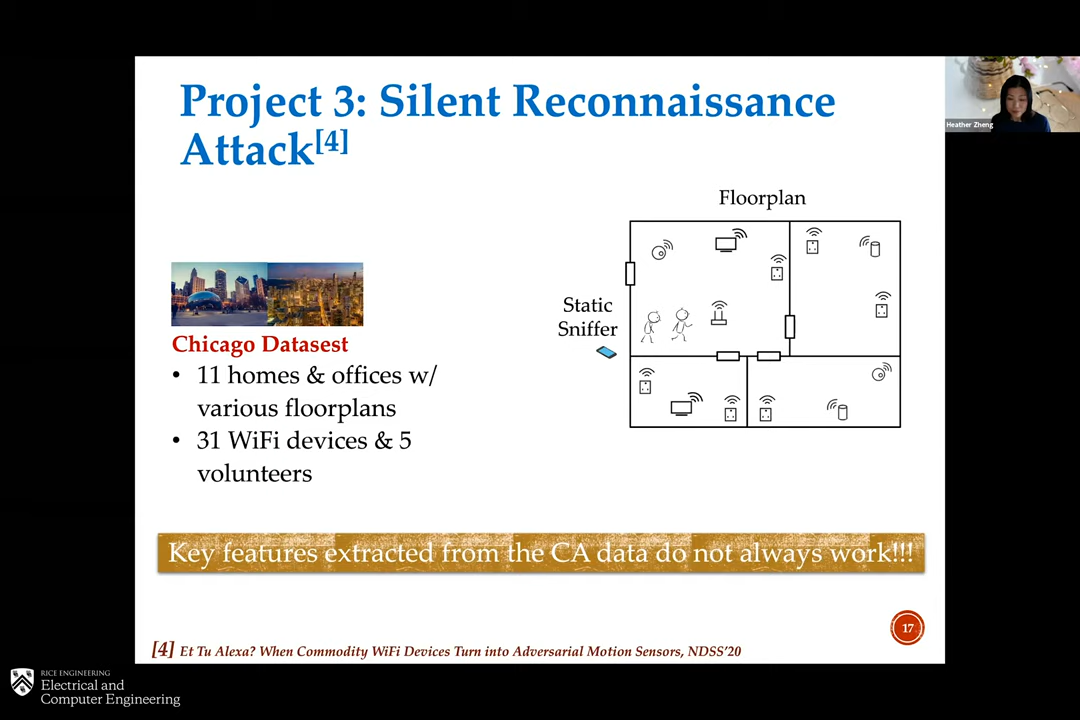 Project 3: Silent Reconnaissance
Attack[4]
Heather Zheng
Floorplan
Static
Sniffer
Chicago Datasest
• 11 homes & offices w/
various floorplans
• 31 WiFi devices & 5
volunteers
Key features extracted from the CA data do not always work!!!
17
[4] Et Tu Alexa? When Commodity WiFi Devices Turn into Adversarial Motion Sensors, NDSS'20
RICE ENGINEERING
Electrical and
Computer Engineering